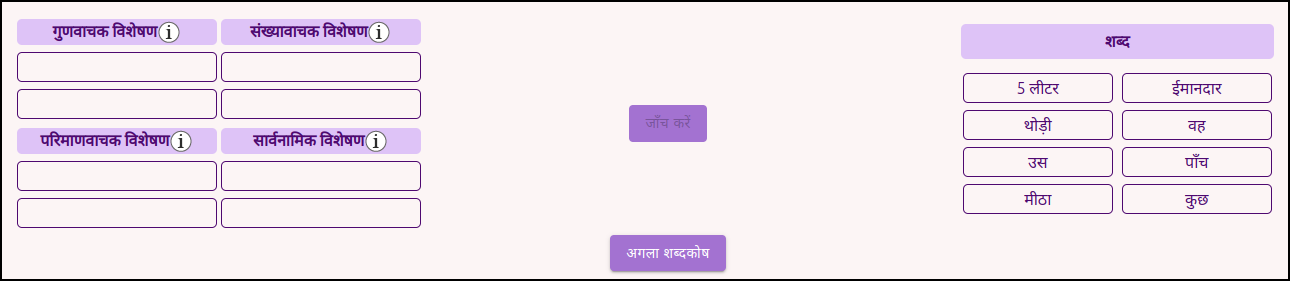 गुणवाचक विशेषण i संख्यावाचक विशेषण i
परिमाणवाचक विशेषण i सार्वनामिक विशेषण i
जाँच करें
अगला शब्दकोष
शब्द
5 लीटर ईमानदार
थोड़ी वह
उस पाँच
मीठा कुछ